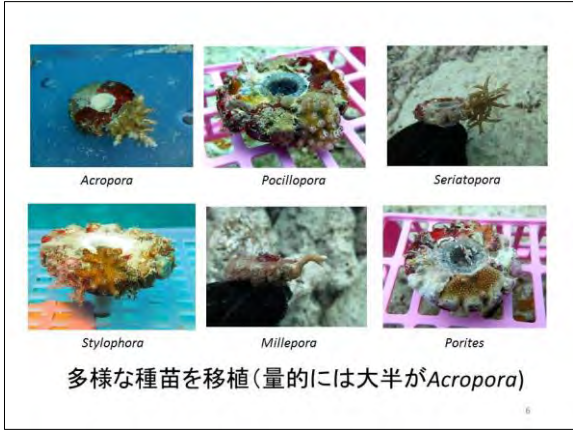 Acropora
Pocillopora
Seriatopora
Stylophora
Millepora
Porites
多様な種苗を移植(量的には大半がAcropora)
6